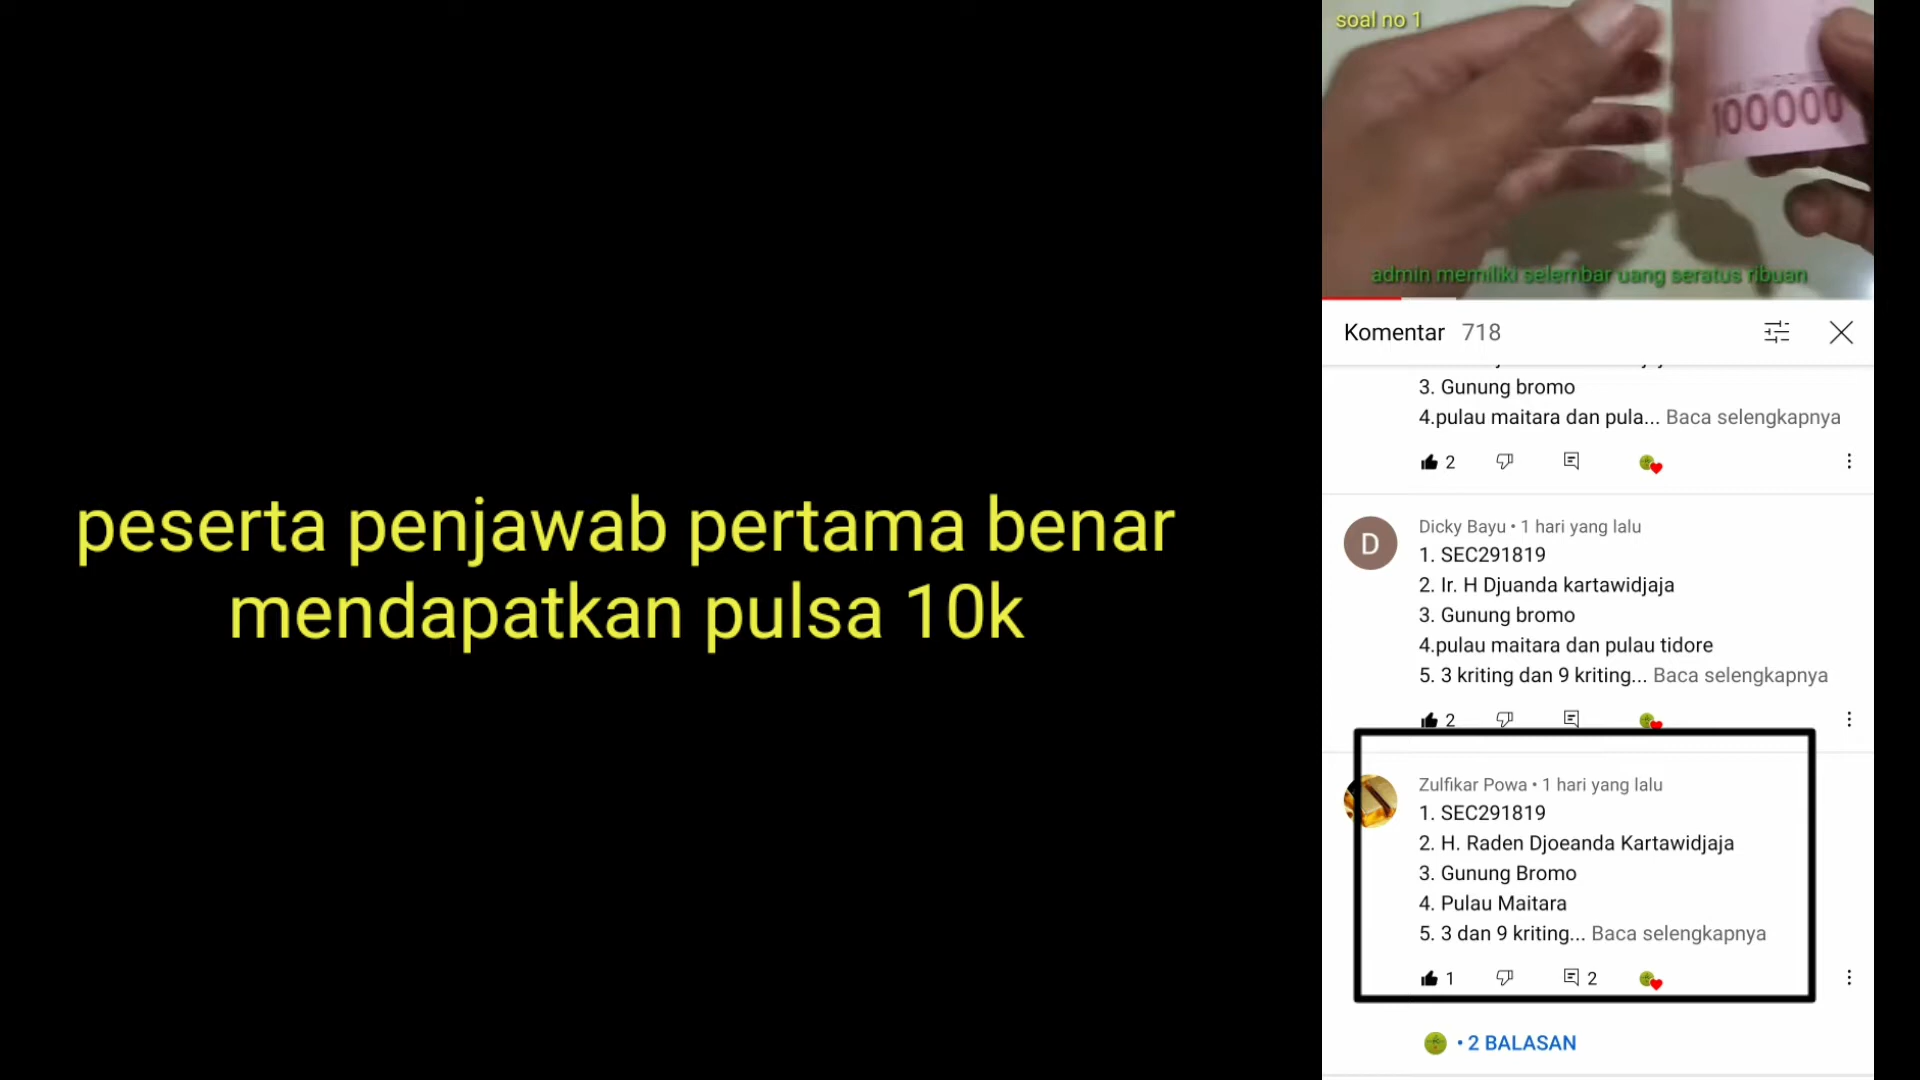 peserta penjawab pertama benar
mendapatkan pulsa 10k
soal no 1
100000
admin memiliki selembar uang seratus ribuan
Komentar 718
3. Gunung bromo
4.pulau maitara dan pula... Baca selengkapnya
2
D
Dicky Bayu • 1 hari yang lalu
1. SEC291819
2. Ir. H Djuanda kartawidjaja
3. Gunung bromo
4.pulau maitara dan pulau tidore
5. 3 kriting dan 9 kriting... Baca selengkapnya
2
Zulfikar Powa • 1 hari yang lalu
1. SEC291819
2. H. Raden Djoeanda Kartawidjaja
3. Gunung Bromo
4. Pulau Maitara
5. 3 dan 9 kriting... Baca selengkapnya
1 2
• 2 BALASAN